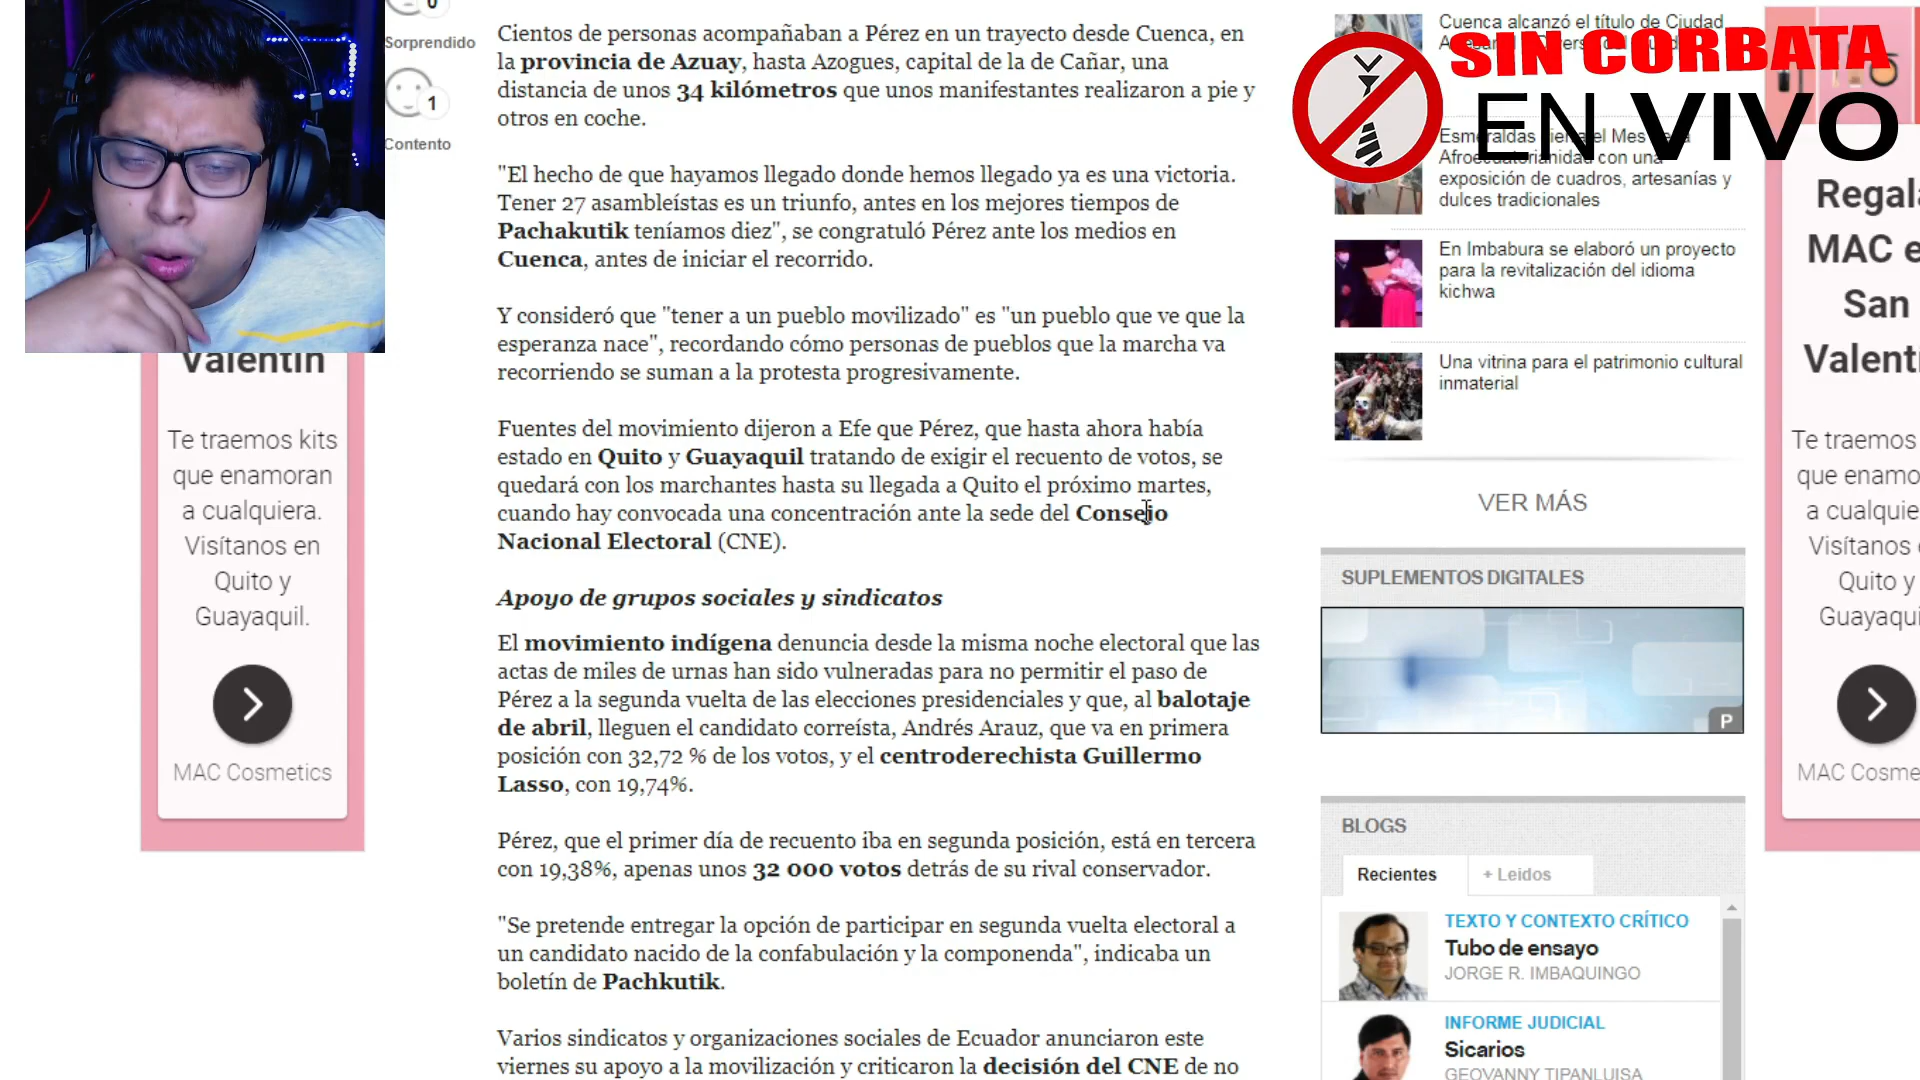 0
Sorprendido
1
Contento
Valentín
Te traemos kits
que enamoran
a cualquiera.
Visítanos en
Quito y
Guayaquil.
MAC Cosmetics
Cientos de personas acompañaban a Pérez en un trayecto desde Cuenca, en
la provincia de Azuay, hasta Azogues, capital de la de Cañar, una
distancia de unos 34 kilómetros que unos manifestantes realizaron a pie y
otros en coche.
"El hecho de que hayamos llegado donde hemos llegado ya es una victoria.
Tener 27 asambleístas es un triunfo, antes en los mejores tiempos de
Pachakutik teníamos diez", se congratuló Pérez ante los medios en
Cuenca, antes de iniciar el recorrido.
Y consideró que "tener a un pueblo movilizado" es "un pueblo que ve que la
esperanza nace", recordando cómo personas de pueblos que la marcha va
recorriendo se suman a la protesta progresivamente.
Fuentes del movimiento dijeron a Efe que Pérez, que hasta ahora había
estado en Quito y Guayaquil tratando de exigir el recuento de votos, se
quedará con los marchantes hasta su llegada a Quito el próximo martes,
cuando hay convocada una concentración ante la sede del Consejo
Nacional Electoral (CNE).
Apoyo de grupos sociales y sindicatos
El movimiento indígena denuncia desde la misma noche electoral que las
actas de miles de urnas han sido vulneradas para no permitir el paso de
Pérez a la segunda vuelta de las elecciones presidenciales y que, al balotaje
de abril, lleguen el candidato correísta, Andrés Arauz, que va en primera
posición con 32,72 % de los votos, y el centroderechista Guillermo
Lasso, con 19,74%.
Pérez, que el primer día de recuento iba en segunda posición, está en tercera
con 19,38%, apenas unos 32 000 votos detrás de su rival conservador.
"Se pretende entregar la opción de participar en segunda vuelta electoral a
un candidato nacido de la confabulación y la componenda", indicaba un
boletín de Pachkutik.
Varios sindicatos y organizaciones sociales de Ecuador anunciaron este
viernes su apoyo a la movilización y criticaron la decisión del CNE de no
Cuenca alcanzó el título de Ciudad
SIN CORBATA
EN VIVO
Esmeraldas el Mes
Afroecuatorianidad con una
exposición de cuadros, artesanías y
dulces tradicionales
En Imbabura se elaboró un proyecto
para la revitalización del idioma
kichwa
Una vitrina para el patrimonio cultural
inmaterial
VER MÁS
SUPLEMENTOS DIGITALES
P
BLOGS
Recientes
+ Leidos
TEXTO Y CONTEXTO CRÍTICO
Tubo de ensayo
JORGE R. IMBAQUINGO
INFORME JUDICIAL
Sicarios
GEOVANNY TIPANLUISA
MAC
San
Te traemos
a cualquie
Visítanos
Quito y
MAC Cosme